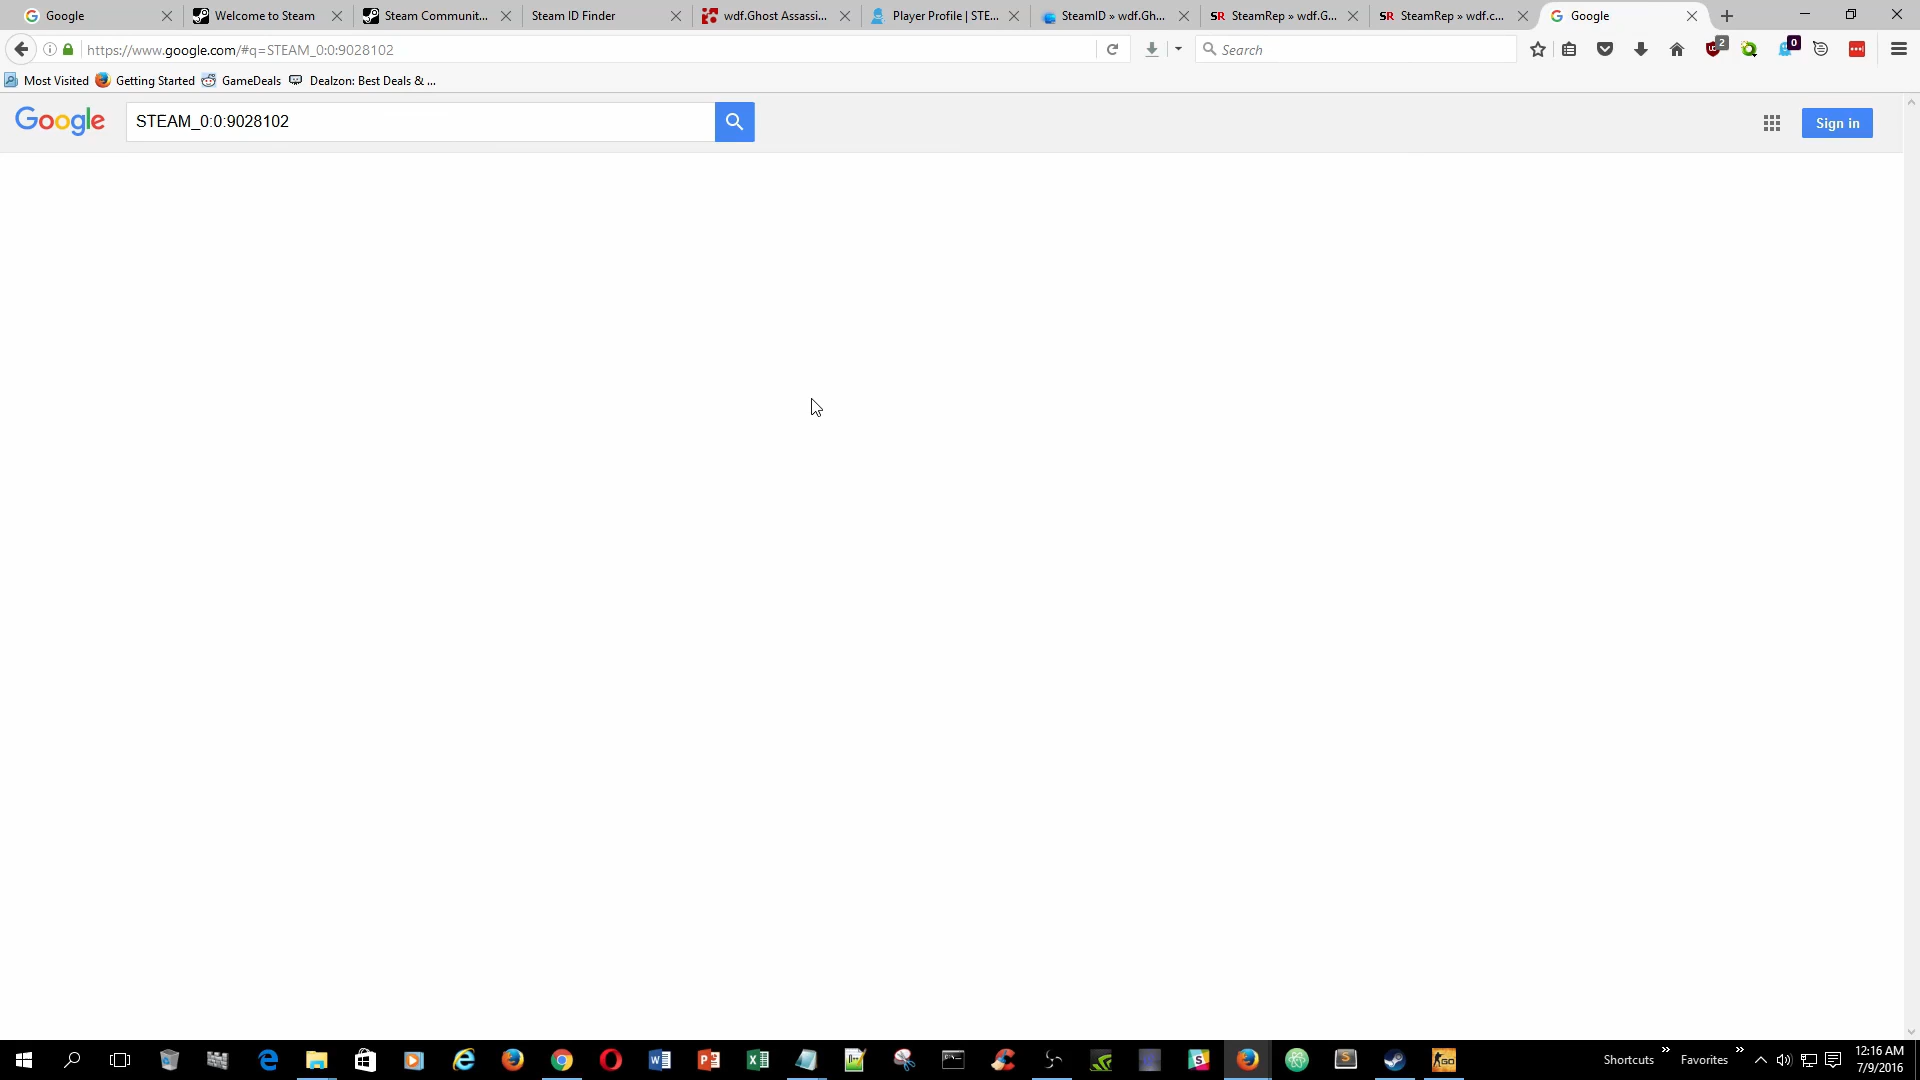 Google
Welcome to Steam
Steam Communit...
Steam ID Finder
wdf.Ghost Assassi...
Player Profile | STE...
SteamID » wdf.Gh...
SR SteamRep » wdf.G...
SR SteamRep » wdf.c...
Google
https://www.google.com/#q=STEAM_0:0:9028102
Search
2
0
Most Visited
Getting Started
GameDeals
Dealzon: Best Deals & ...
Google
STEAM_0:0:9028102
Sign in
Shortcuts
Favorites
12:16 AM
7/9/2016